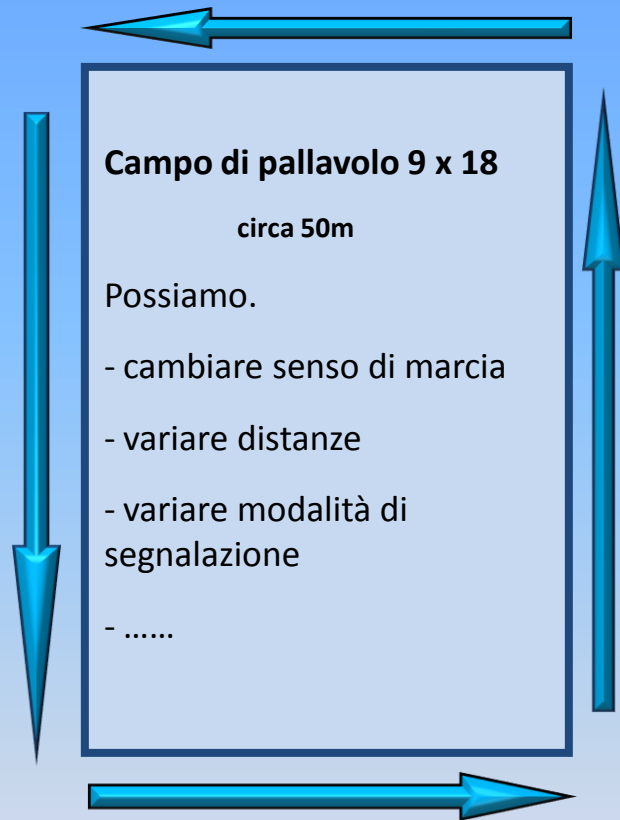 Campo di pallavolo 9 x 18
circa 50m
Possiamo.
- cambiare senso di marcia
- variare distanze
- variare modalità di
segnalazione
- ……